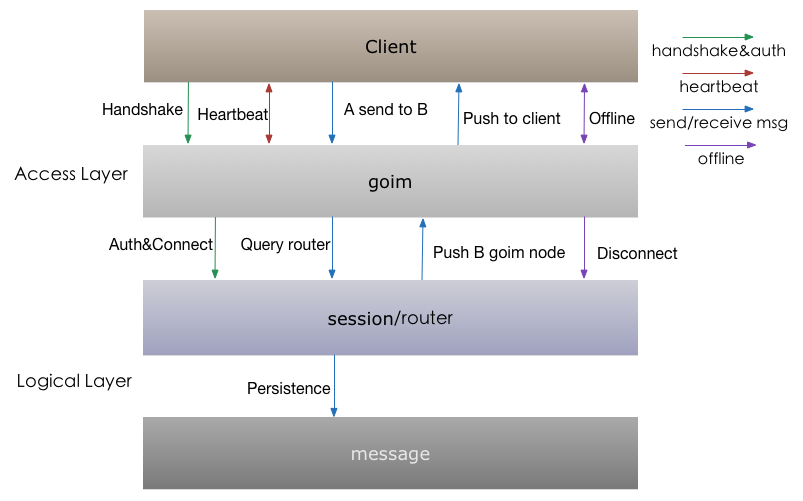 Client
handshake&auth
heartbeat
send/receive msg
offline
Handshake
Heartbeat
A send to B
Push to client
Offline
Access Layer
goim
Auth&Connect
Query router
Push B goim node
Disconnect
session/router
Logical Layer
Persistence
message